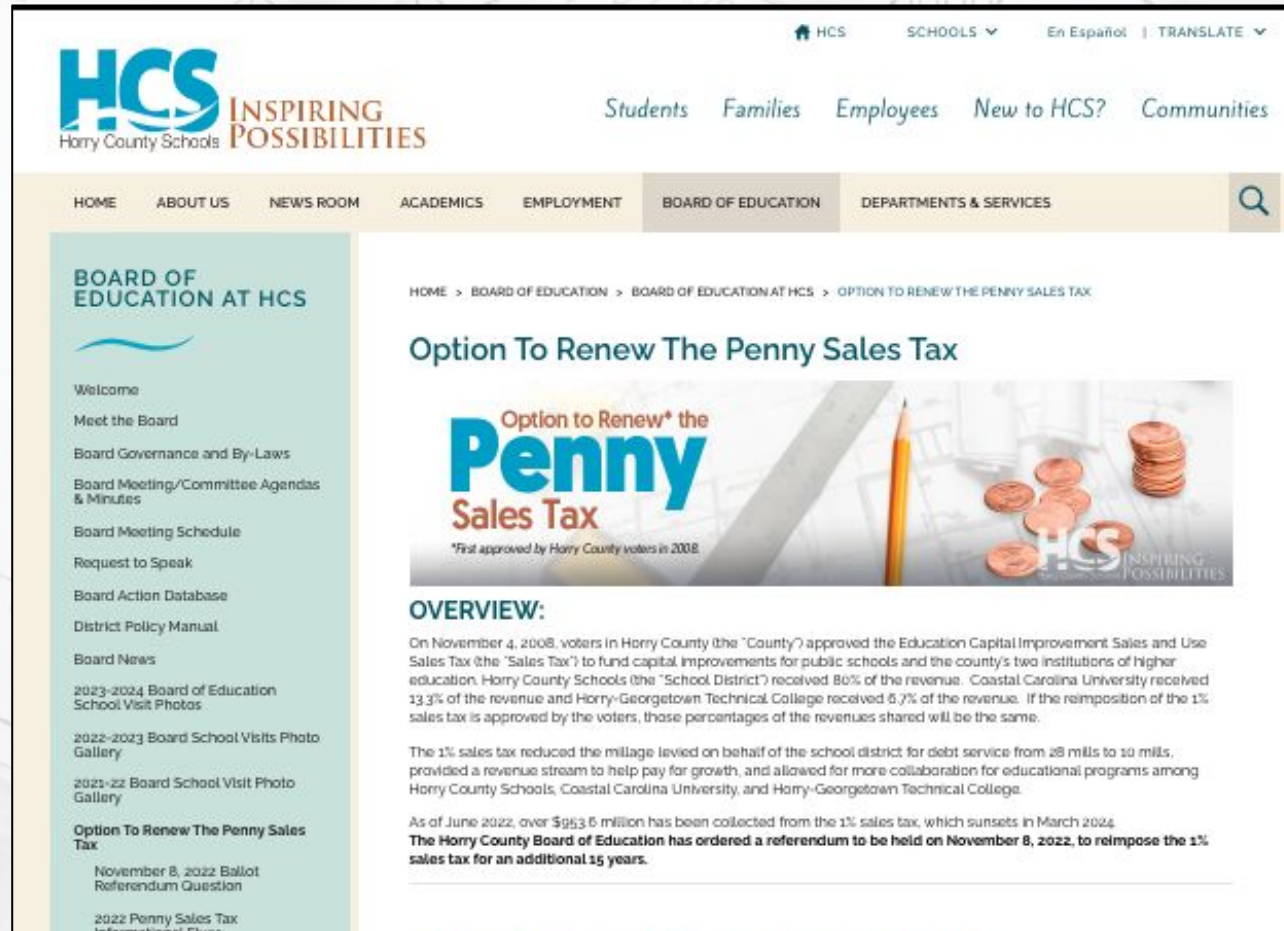 HCS
SCHOOLS
En Español | TRANSLATE
HCS
Horry County Schools
INSPIRING
POSSIBILITIES
Students Families Employees New to HCS? Communities
HOME ABOUT US NEWS ROOM ACADEMICS EMPLOYMENT BOARD OF EDUCATION DEPARTMENTS & SERVICES
BOARD OF
EDUCATION AT HCS
Welcome
Meet the Board
Board Governance and By-Laws
Board Meeting/Committee Agendas
& Minutes
Board Meeting Schedule
Request to Speak
Board Action Database
District Policy Manual
Board News
2023-2024 Board of Education
School Visit Photos
2022-2023 Board School Visits Photo
Gallery
2021-22 Board School Visit Photo
Gallery
Option To Renew The Penny Sales
Tax
November 8, 2022 Ballot
Referendum Question
2022 Penny Sales Tax
Informational Flyer
HOME > BOARD OF EDUCATION > BOARD OF EDUCATION AT HCS > OPTION TO RENEW THE PENNY SALES TAX
Option To Renew The Penny Sales Tax
Option to Renew* the
Penny
Sales Tax
*First approved by Horry County voters in 2008.
HCS
Horry County Schools
INSPIRING
POSSIBILITIES
OVERVIEW:
On November 4, 2008, voters in Horry County (the "County") approved the Education Capital Improvement Sales and Use
Sales Tax (the "Sales Tax") to fund capital improvements for public schools and the county's two institutions of higher
education. Horry County Schools (the "School District") received 80% of the revenue. Coastal Carolina University received
13.3% of the revenue and Horry-Georgetown Technical College received 6.7% of the revenue. If the reimposition of the 1%
sales tax is approved by the voters, those percentages of the revenues shared will be the same.
The 1% sales tax reduced the millage levied on behalf of the school district for debt service from 28 mills to 10 mills,
provided a revenue stream to help pay for growth, and allowed for more collaboration for educational programs among
Horry County Schools, Coastal Carolina University, and Horry-Georgetown Technical College.
As of June 2022, over $953.6 million has been collected from the 1% sales tax, which sunsets in March 2024.
The Horry County Board of Education has ordered a referendum to be held on November 8, 2022, to reimpose the 1%
sales tax for an additional 15 years.